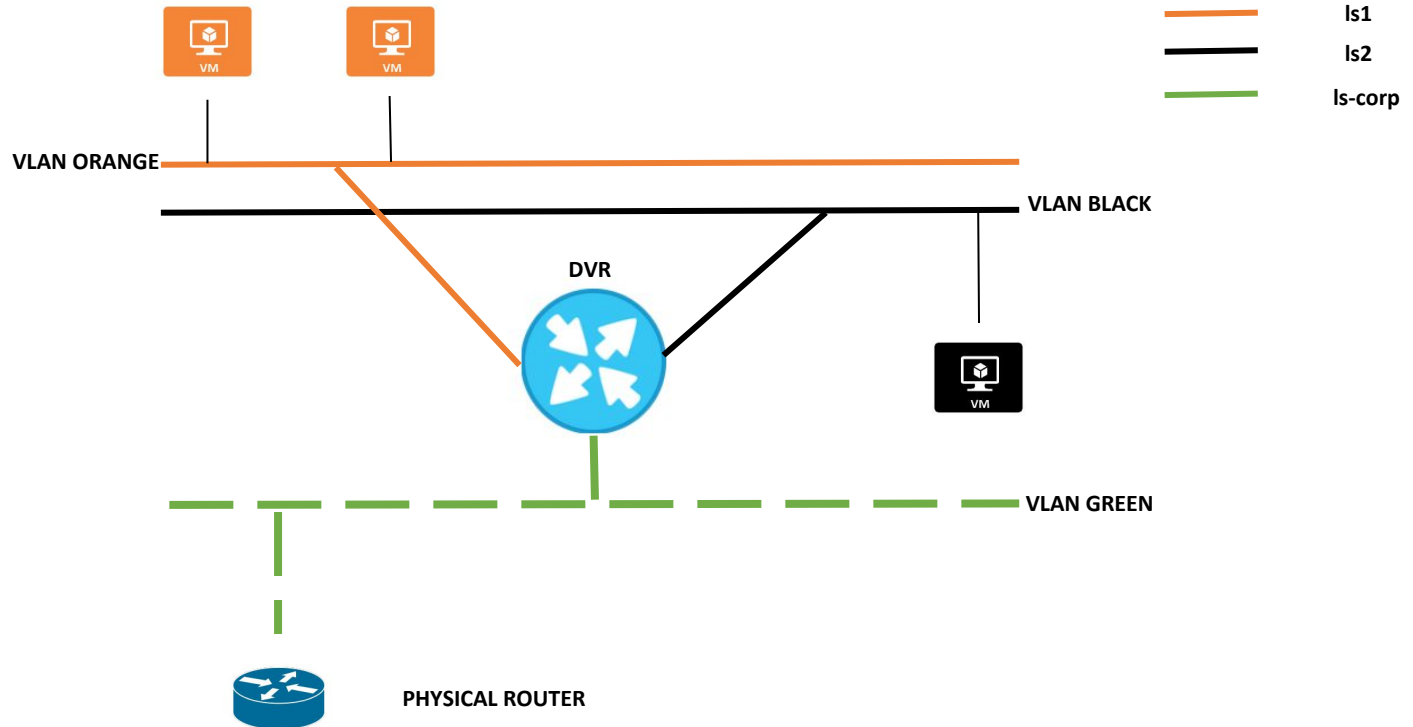 ls1
ls2
ls-corp
VM
VM
VLAN ORANGE
VLAN BLACK
DVR
VM
VLAN GREEN
PHYSICAL ROUTER